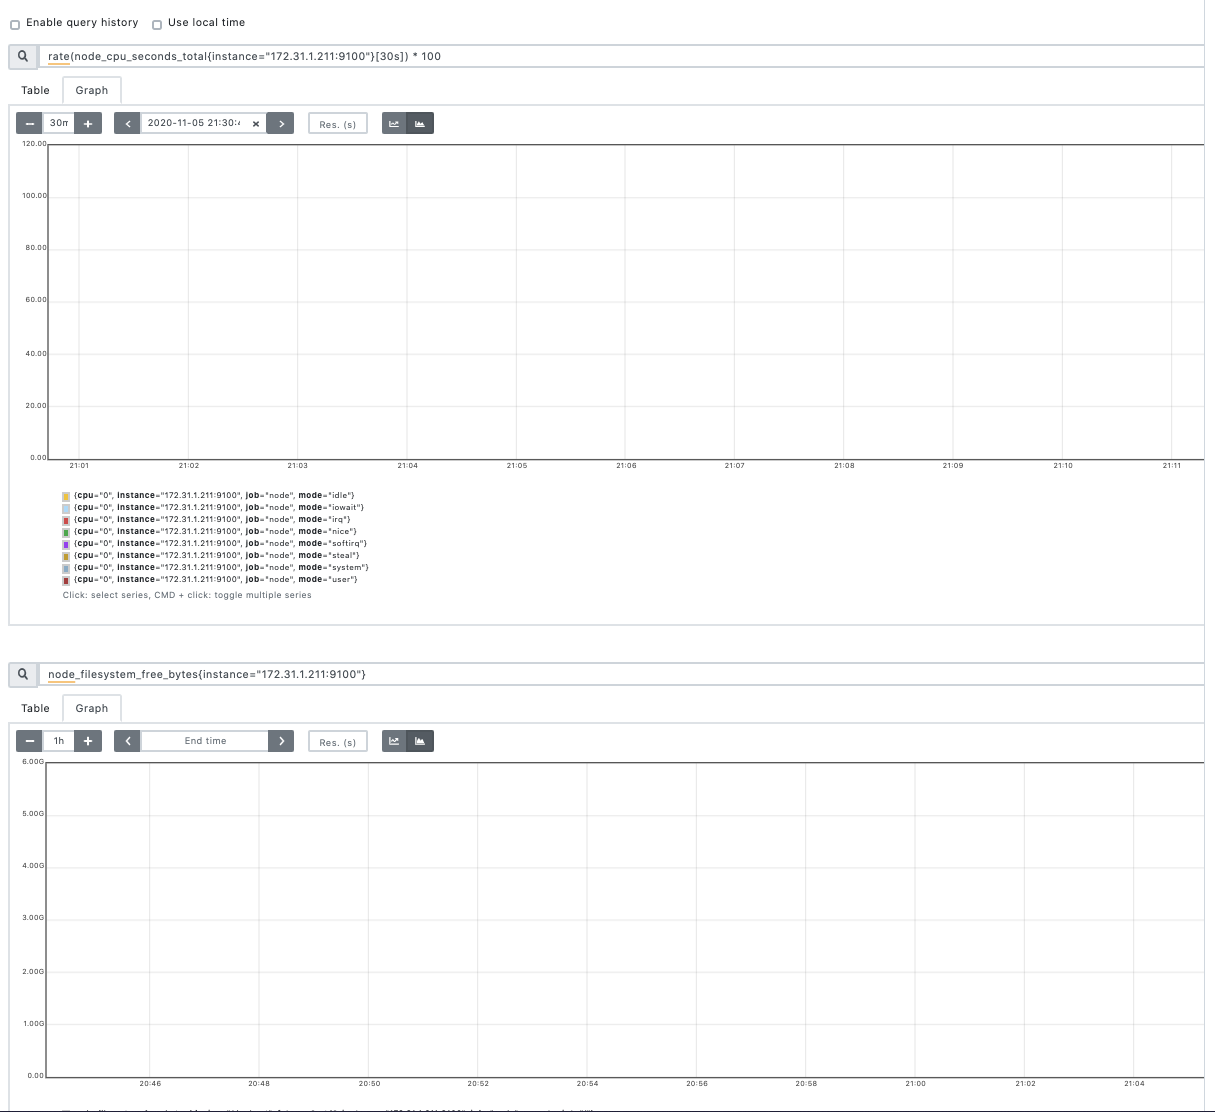 Enable query history Use local time
rate(node_cpu_seconds_total{instance="172.31.1.211:9100"}[30s]) * 100
Table Graph
30m 2020-11-05 21:30: Res. (s)
120.00
100.00
80.00
60.00
40.00
20.00
0.00
21:01 21:02 21:03 21:04 21:05 21:06 21:07 21:08 21:09 21:10 21:11
{cpu="0", instance="172.31.1.211:9100", job="node", mode="idle"}
{cpu="0", instance="172.31.1.211:9100", job="node", mode="iowait"}
{cpu="0", instance="172.31.1.211:9100", job="node", mode="irq"}
{cpu="0", instance="172.31.1.211:9100", job="node", mode="nice"}
{cpu="0", instance="172.31.1.211:9100", job="node", mode="softirq"}
{cpu="0", instance="172.31.1.211:9100", job="node", mode="steal"}
{cpu="0", instance="172.31.1.211:9100", job="node", mode="system"}
{cpu="0", instance="172.31.1.211:9100", job="node", mode="user"}
Click: select series, CMD + click: toggle multiple series
node_filesystem_free_bytes{instance="172.31.1.211:9100"}
Table Graph
1h End time Res. (s)
6.00G
5.00G
4.00G
3.00G
2.00G
1.00G
0.00
20:46 20:48 20:50 20:52 20:54 20:56 20:58 21:00 21:02 21:04